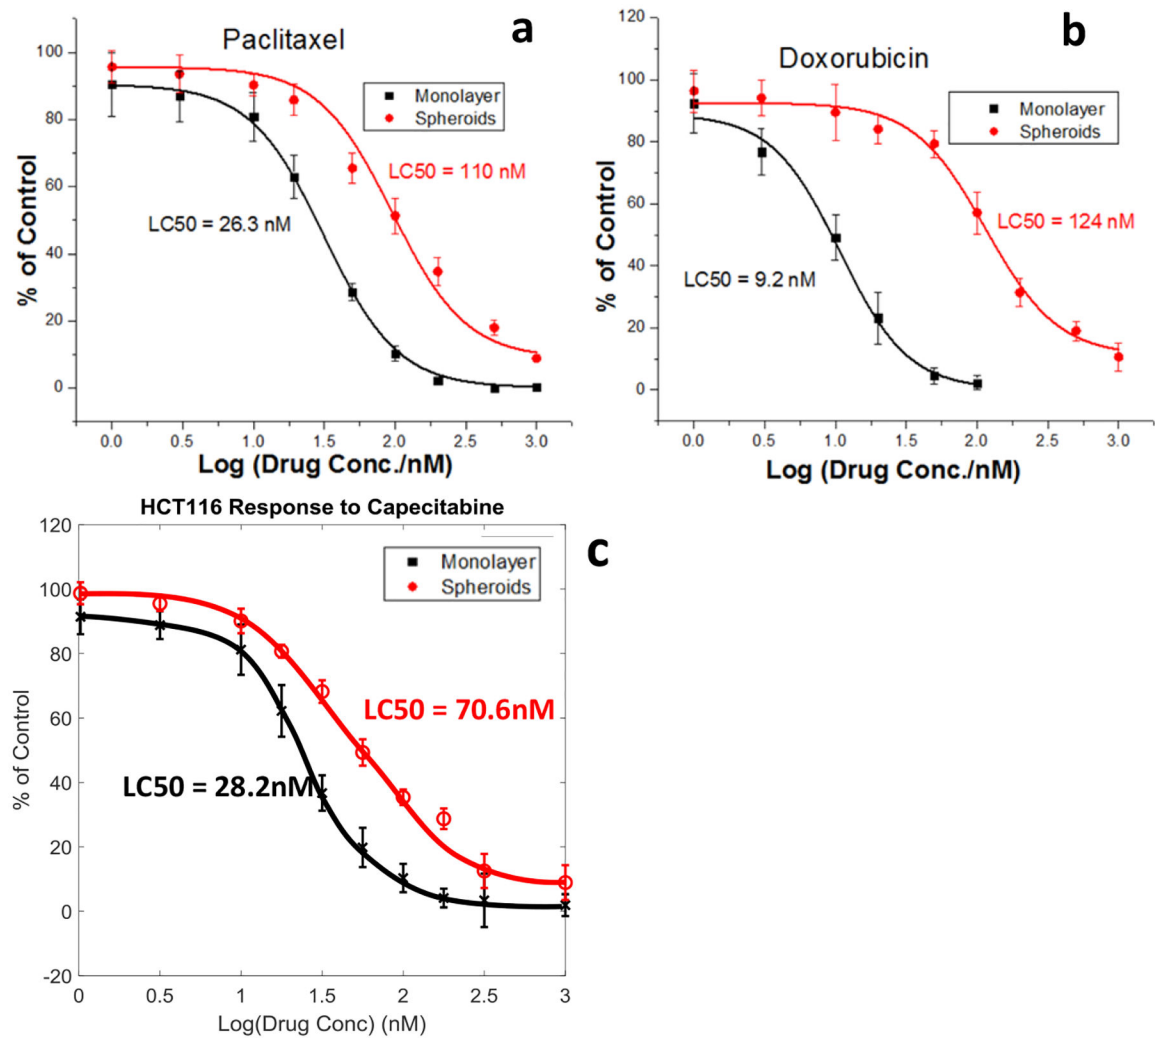 a
Paclitaxel
Monolayer
Spheroids
LC50 = 110 nM
LC50 = 26.3 nM
% of Control
100
80
60
40
20
0
0.0 0.5 1.0 1.5 2.0 2.5 3.0
Log (Drug Conc./nM)
b
Doxorubicin
Monolayer
Spheroids
LC50 = 124 nM
LC50 = 9.2 nM
% of Control
120
100
80
60
40
20
0
0.0 0.5 1.0 1.5 2.0 2.5 3.0
Log (Drug Conc./nM)
HCT116 Response to Capecitabine
c
Monolayer
Spheroids
LC50 = 70.6nM
LC50 = 28.2nM
% of Control
120
100
80
60
40
20
0
-20
0 0.5 1 1.5 2 2.5 3
Log(Drug Conc) (nM)